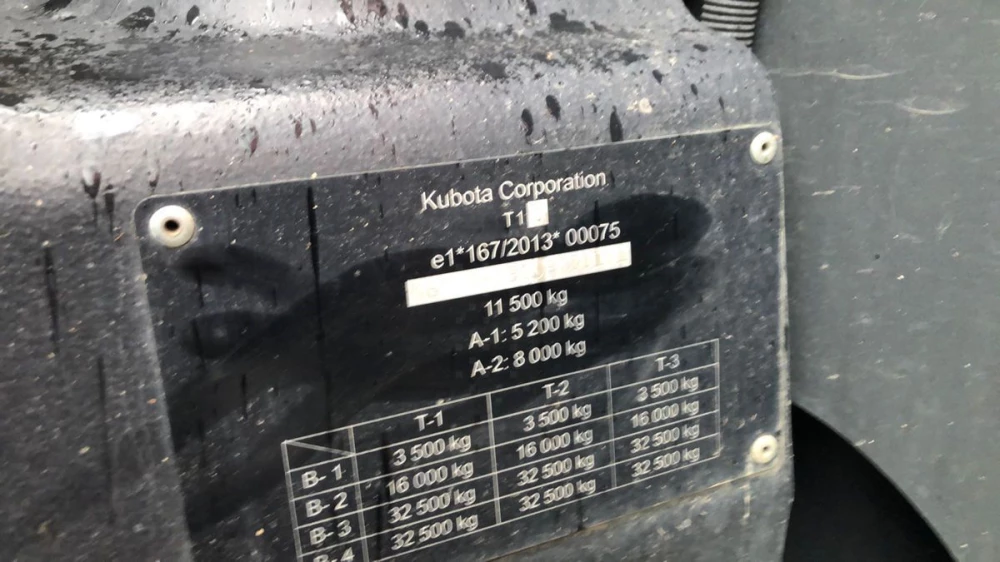 Kubota Corporation
T1
e1*167/2013* 00075
11 500 kg
A-1: 5 200 kg
A-2: 8 000 kg
T-1 T-2 T-3
B- 1 3 500 kg 3 500 kg 3 500 kg
B- 2 16 000 kg 16 000 kg 16 000 kg
B- 3 32 500 kg 32 500 kg 32 500 kg
B- 4 32 500 kg 32 500 kg 32 500 kg